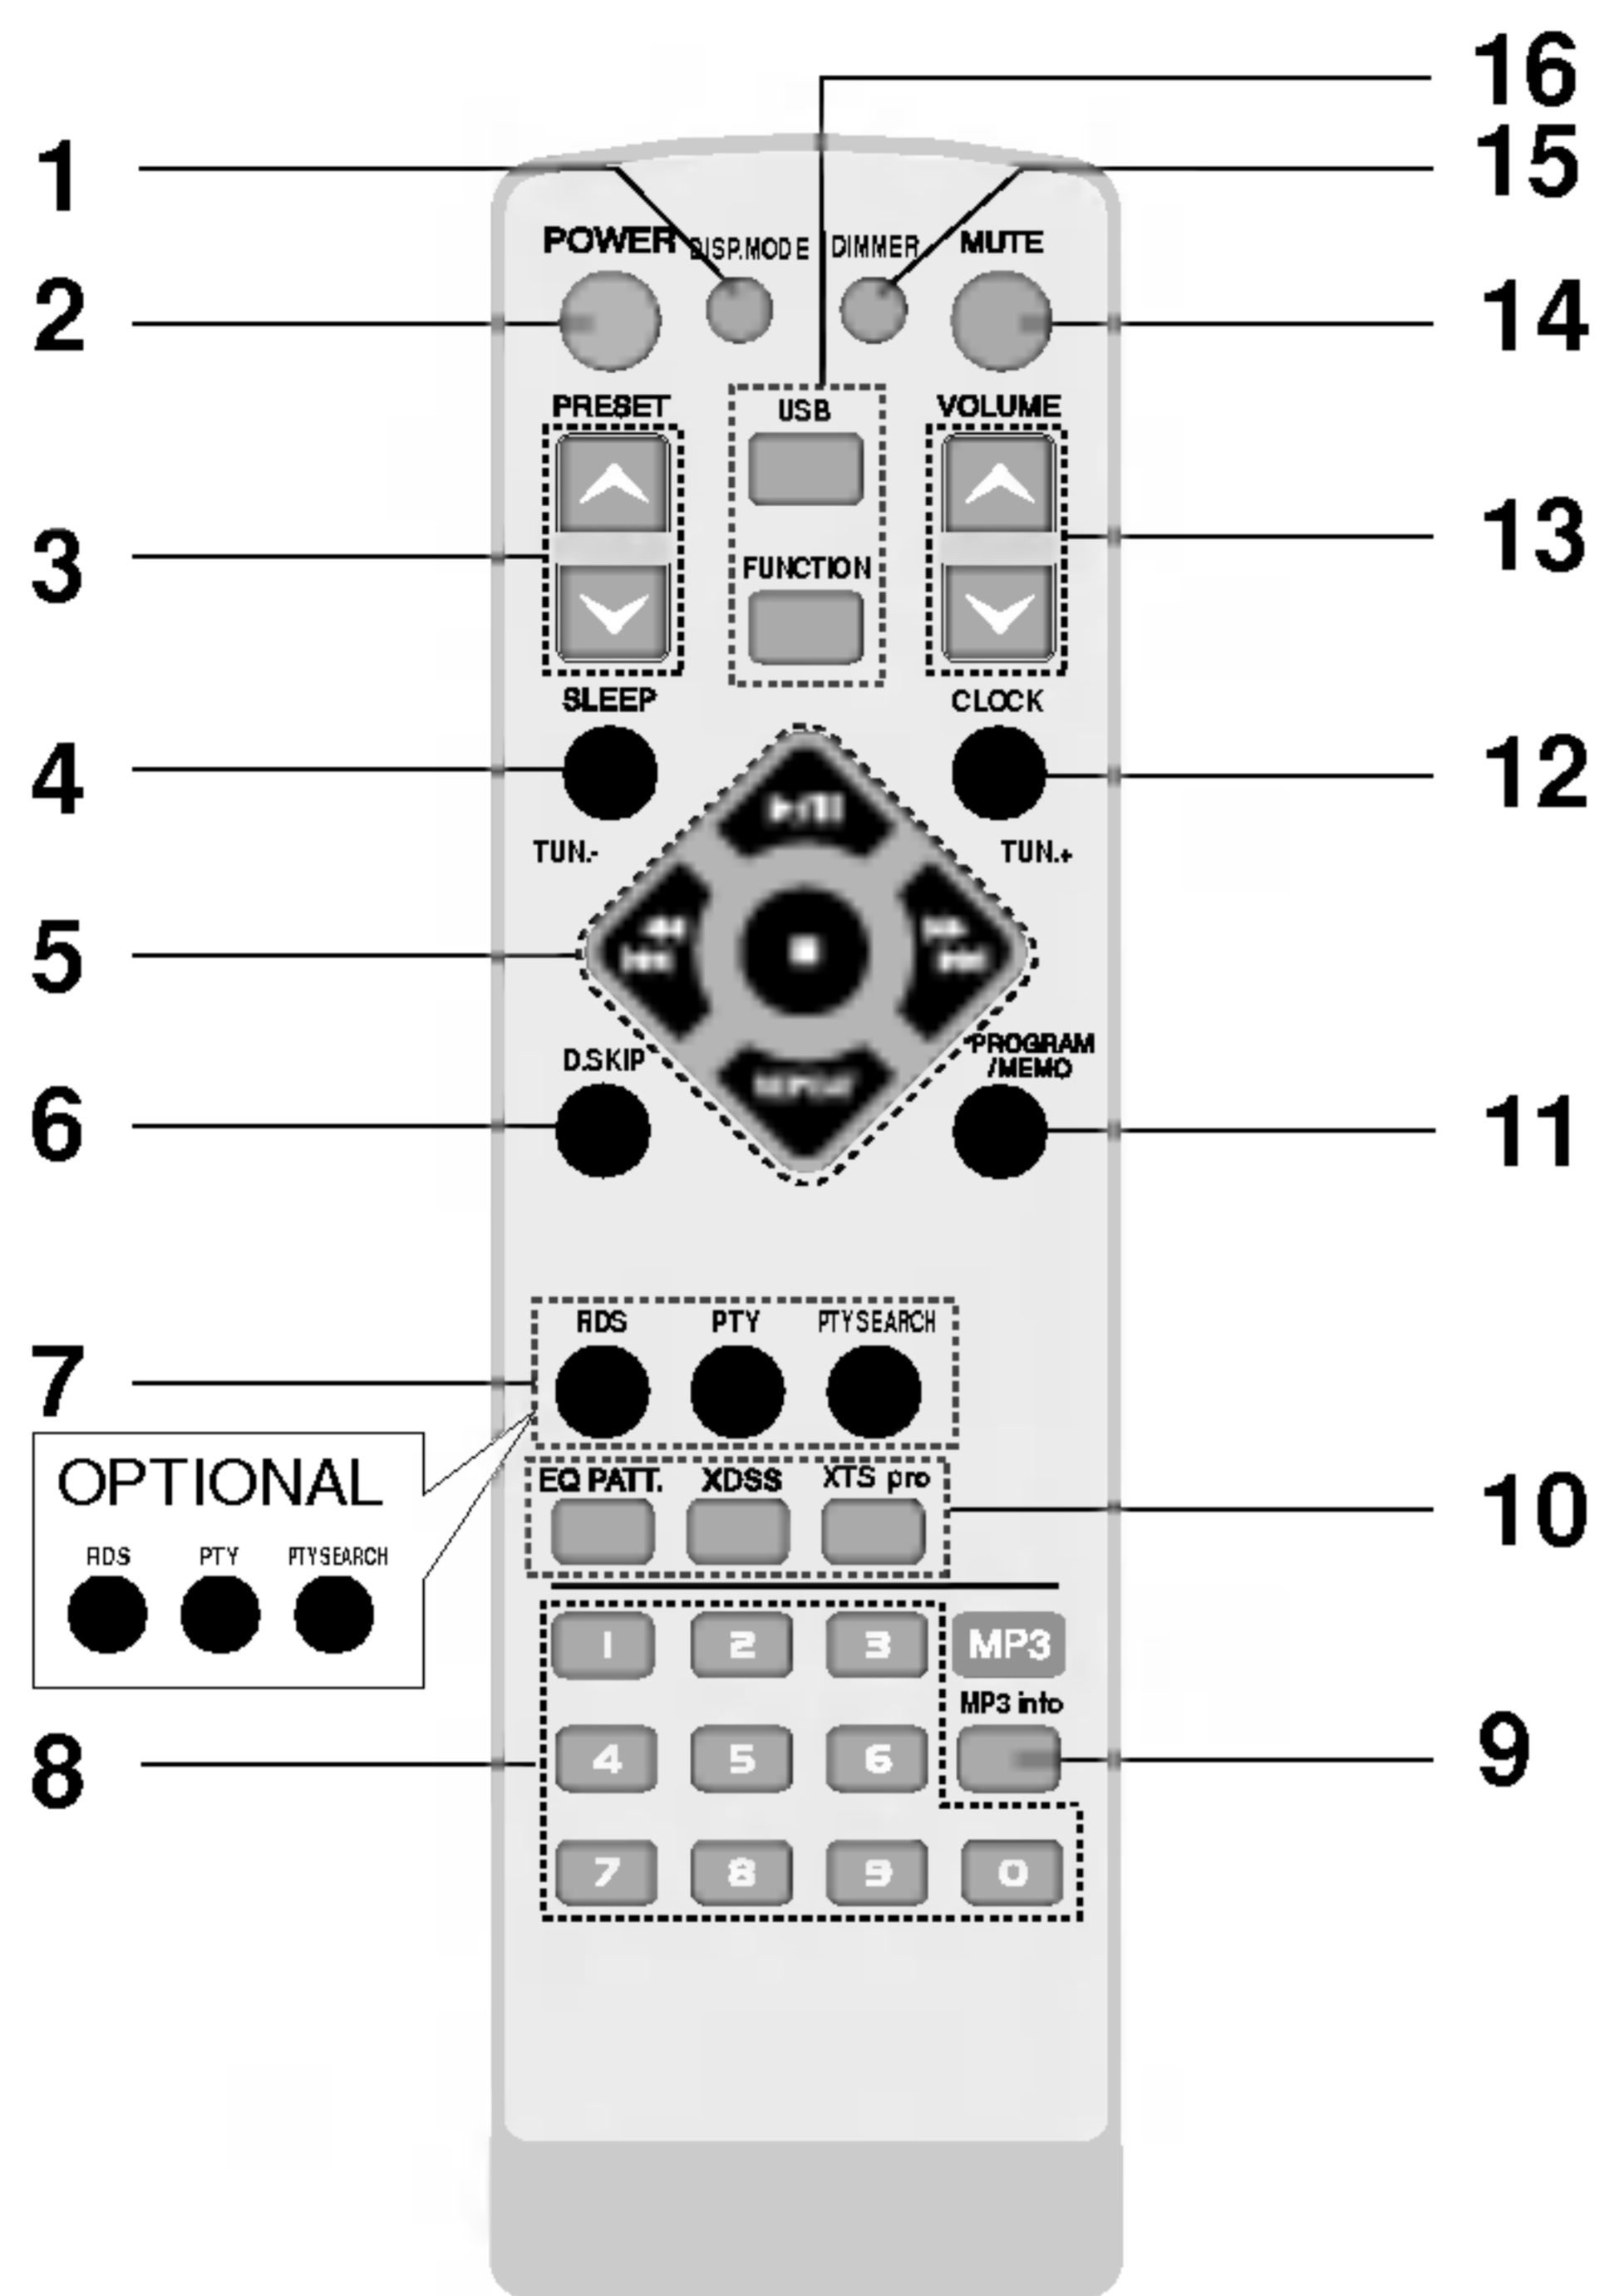 16
1
15
POWER
DISP.MODE
DIMMER
MUTE
2
14
PRESET
USB
VOLUME
3
13
FUNCTION
SLEEP
CLOCK
4
12
TUN.-
TUN.+
5
D.SKIP
PROGRAM
/MEMO
REPEAT
6
11
RDS
PTY
PTY SEARCH
7
OPTIONAL
RDS
PTY
PTY SEARCH
EQ PATT.
XDSS
XTS pro
10
1
2
3
MP3
MP3 info
8
4
5
6
9
7
8
9
0